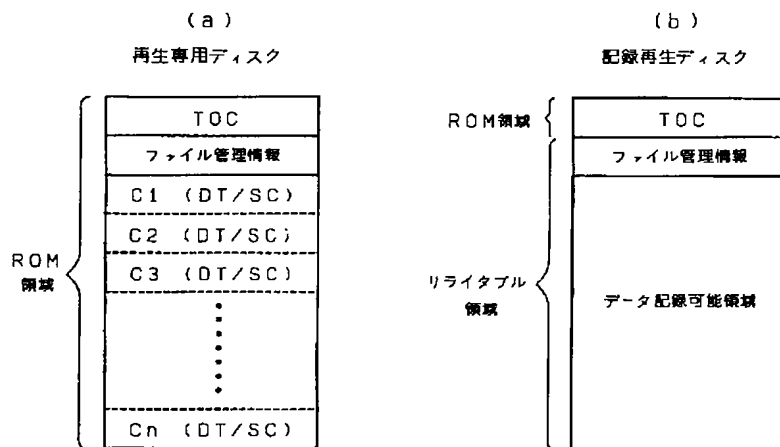 (a)
再生専用ディスク
TOC
ファイル管理情報
C1 (DT/SC)
C2 (DT/SC)
C3 (DT/SC)
Cn (DT/SC)
ROM
領域
(b)
記録再生ディスク
ROM領域
TOC
ファイル管理情報
リライタブル
領域
データ記録可能領域